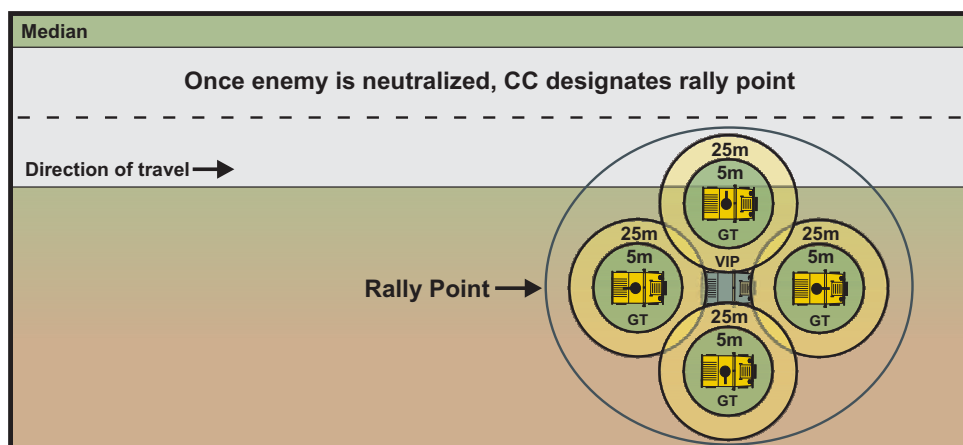 Median
Once enemy is neutralized, CC designates rally point
Direction of travel
25m
5m
GT
VIP
25m
5m
GT
25m
5m
GT
Rally Point
25m
5m
GT